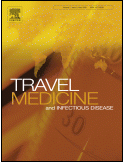 TRAVEL
MEDICINE
and INFECTIOUS DISEASE